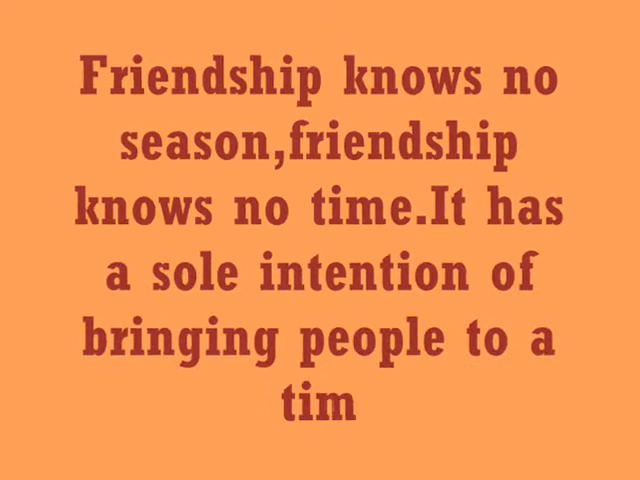 Friendship knows no
season,friendship
knows no time.It has
a sole intention of
bringing people to a
tim